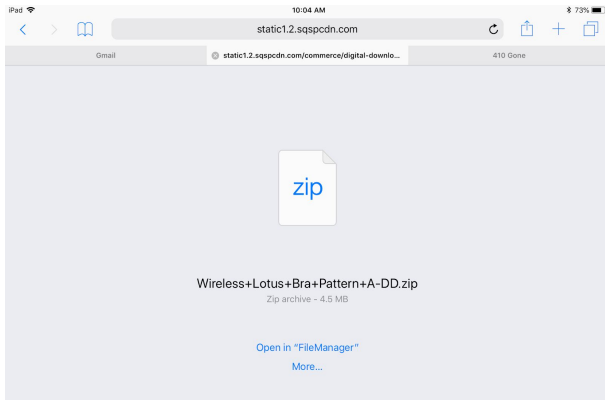 iPad
10:04 AM
73%
static1.2.sqspcdn.com
Gmail
static1.2.sqspcdn.com/commerce/digital-downlo...
410 Gone
zip
Wireless+Lotus+Bra+Pattern+A-DD.zip
Zip archive - 4.5 MB
Open in “FileManager”
More...